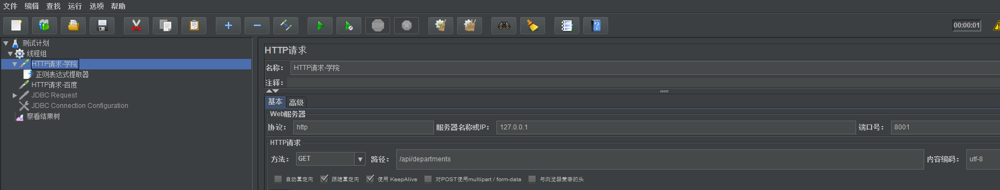 文件 编辑 查找 运行 选项 帮助
STOP
00:00:01
测试计划
线程组
HTTP请求-学院
正则表达式提取器
HTTP请求-百度
JDBC Request
JDBC Connection Configuration
察看结果树
HTTP请求
名称： HTTP请求-学院
注释：
基本 高级
Web服务器
协议： http 服务器名称或IP： 127.0.0.1 端口号： 8001
HTTP请求
方法： GET 路径： /api/departments 内容编码： utf-8
自动重定向 跟随重定向 使用 KeepAlive 对POST使用multipart / form-data 与浏览器兼容的头